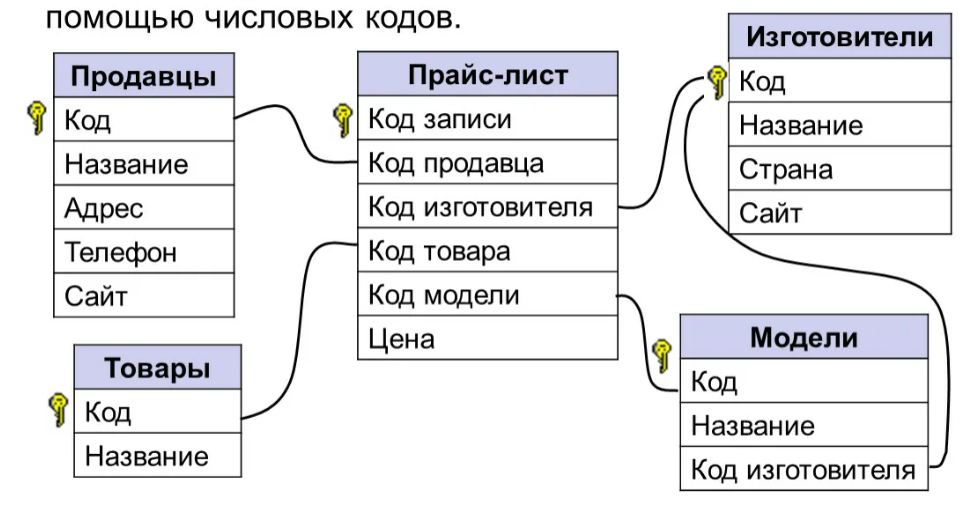 помощью числовых кодов.
Продавцы
Код
Название
Адрес
Телефон
Сайт
Прайс-лист
Код записи
Код продавца
Код изготовителя
Код товара
Код модели
Цена
Изготовители
Код
Название
Страна
Сайт
Товары
Код
Название
Модели
Код
Название
Код изготовителя